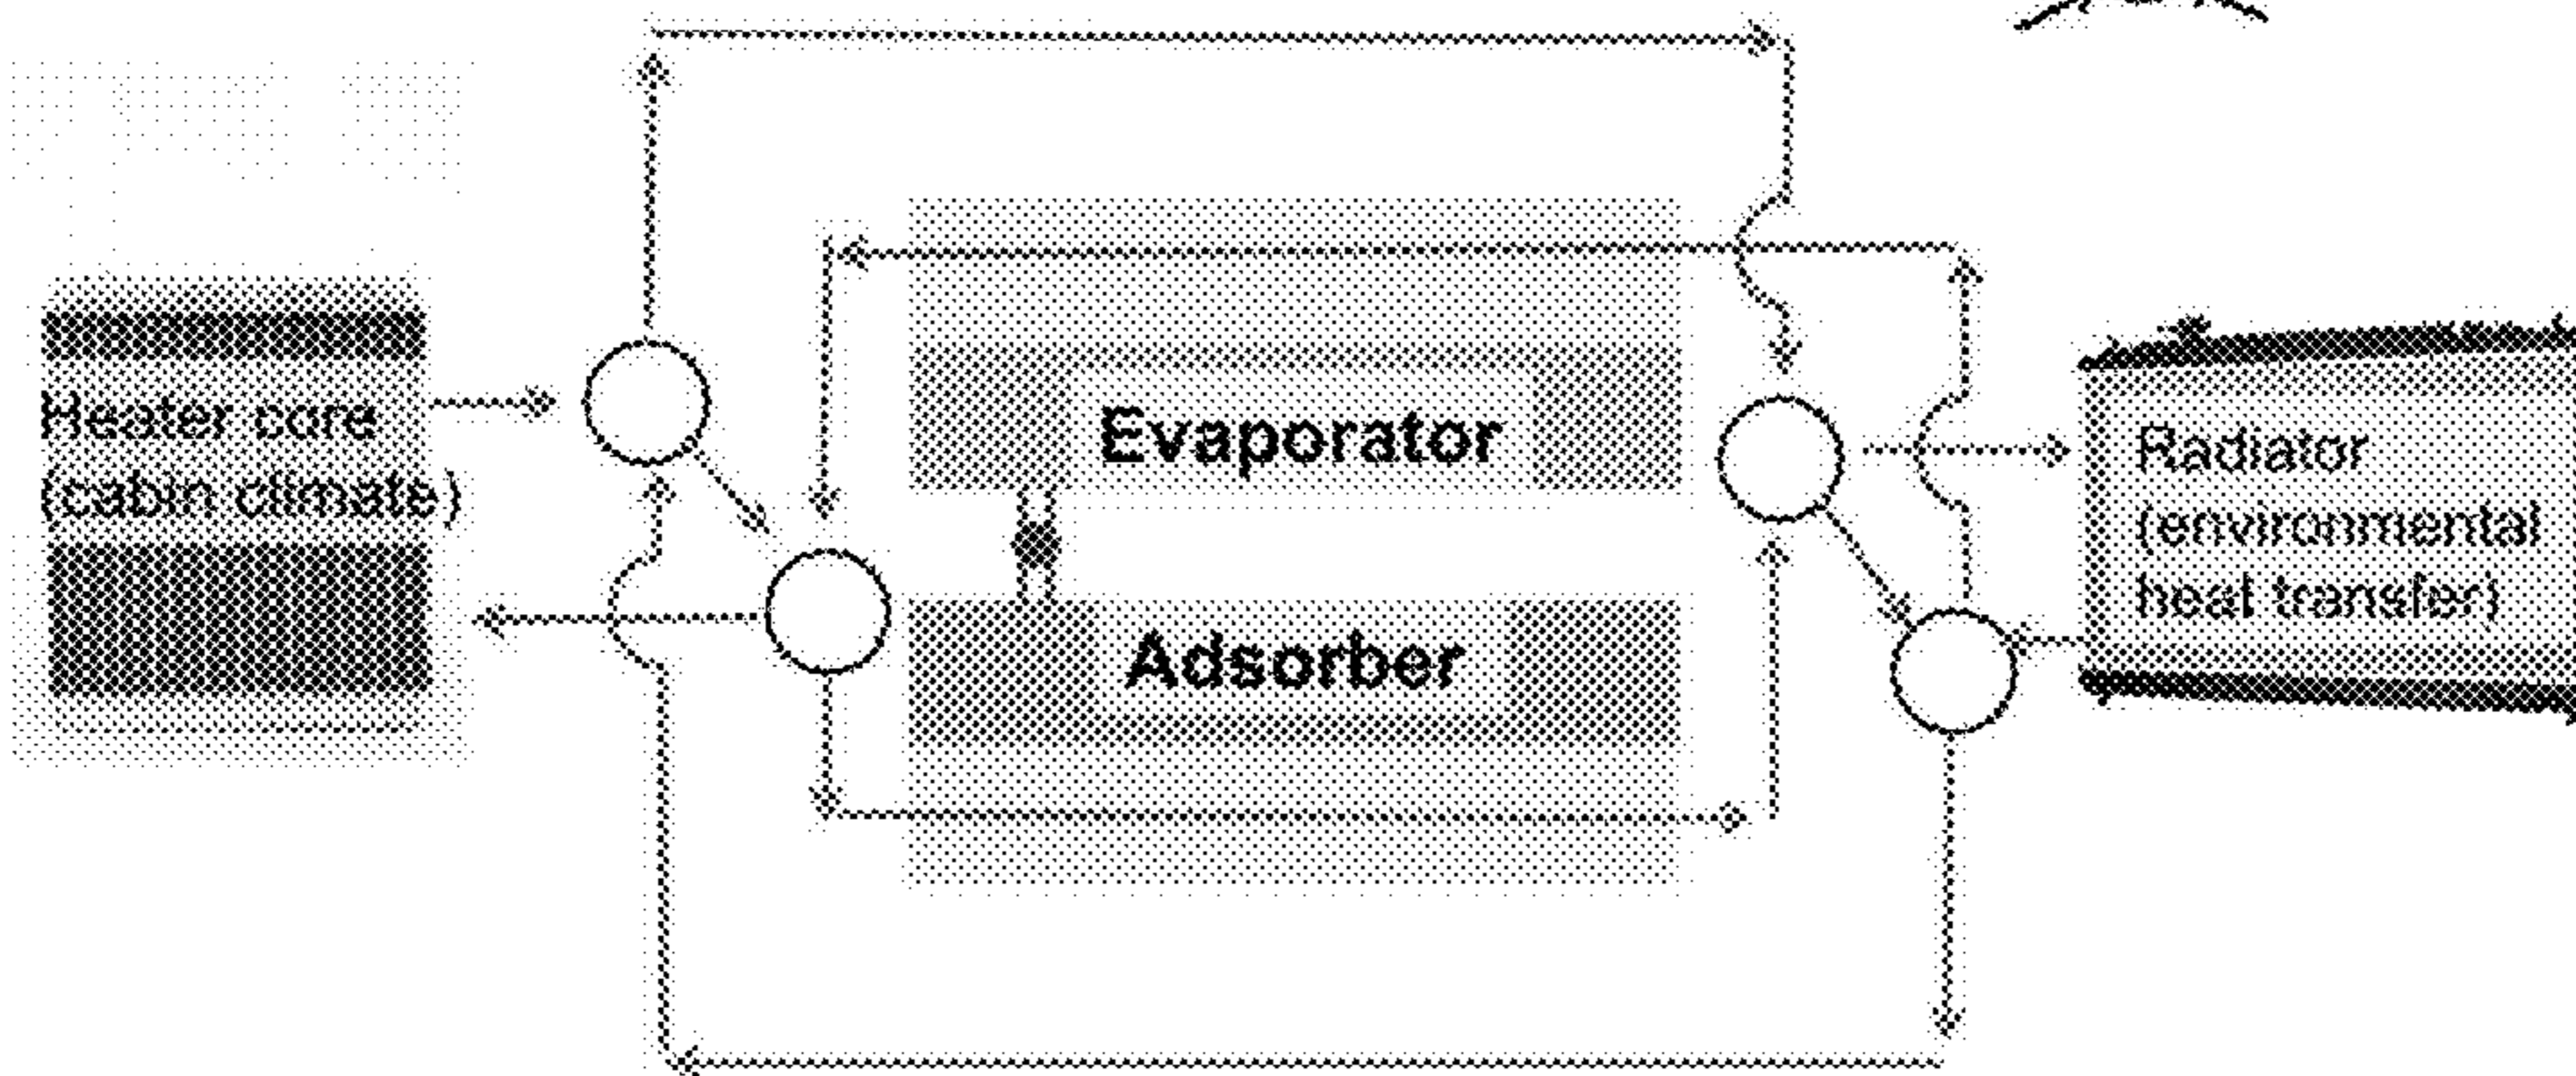 Heater core
(cabin climate)
Evaporator
Adsorber
Radiator
(environmental
heat transfer)